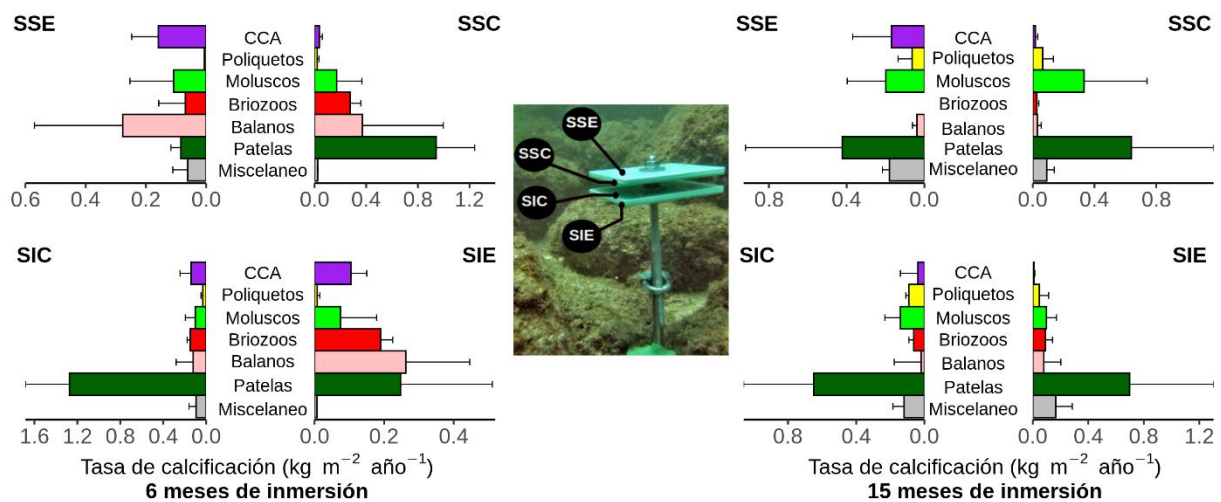 SSE
SSC
CCA
Poliquetos
Moluscos
Briozoos
Balanos
Patelas
Miscelaneo
0.6 0.4 0.2 0.0
0.0 0.4 0.8 1.2
SIC
SIE
CCA
Poliquetos
Moluscos
Briozoos
Balanos
Patelas
Miscelaneo
1.6 1.2 0.8 0.4 0.0
0.0 0.2 0.4
Tasa de calcificación (kg m⁻² año⁻¹)
6 meses de inmersión
SSE
SSC
SIC
SIE
SSE
SSC
CCA
Poliquetos
Moluscos
Briozoos
Balanos
Patelas
Miscelaneo
0.8 0.4 0.0
0.0 0.4 0.8
SIC
SIE
CCA
Poliquetos
Moluscos
Briozoos
Balanos
Patelas
Miscelaneo
0.8 0.4 0.0
0.0 0.4 0.8 1.2
Tasa de calcificación (kg m⁻² año⁻¹)
15 meses de inmersión